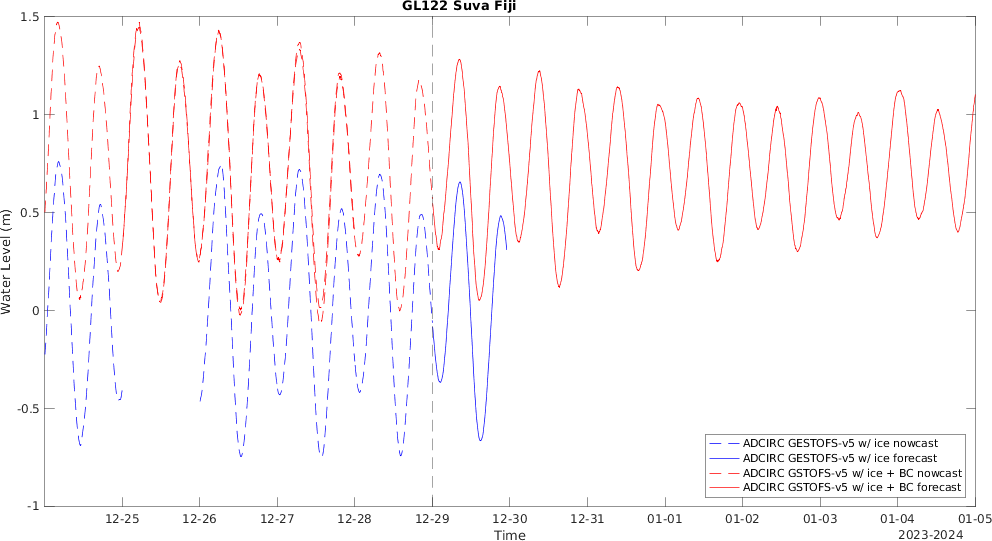 GL122 Suva Fiji
1.5
1
0.5
0
-0.5
-1
Water Level (m)
12-25 12-26 12-27 12-28 12-29 12-30 12-31 01-01 01-02 01-03 01-04 01-05
Time
2023-2024
ADCIRC GESTOFS-v5 w/ ice nowcast
ADCIRC GESTOFS-v5 w/ ice forecast
ADCIRC GSTOFS-v5 w/ ice + BC nowcast
ADCIRC GSTOFS-v5 w/ ice + BC forecast